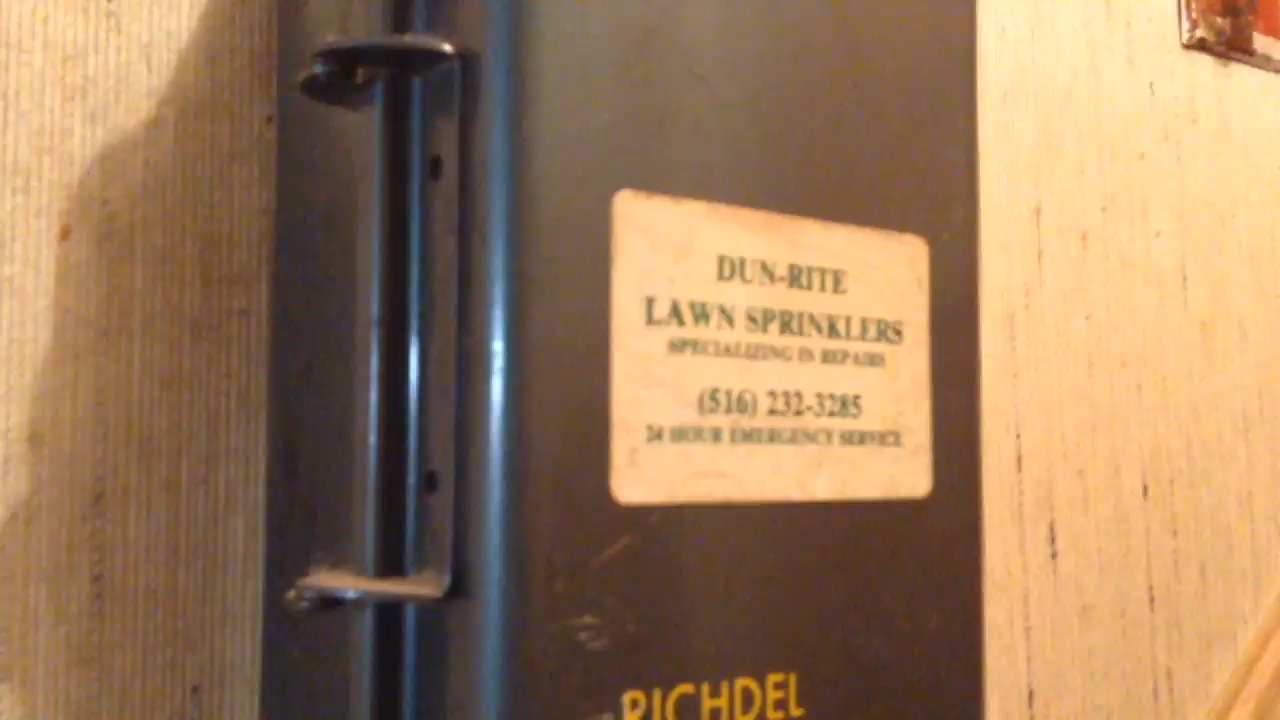 DUN-RITE
LAWN SPRINKLERS
SPECIALIZING IN REPAIRS
(516) 232-3285
24 HOUR EMERGENCY SERVICE
RICHDEL